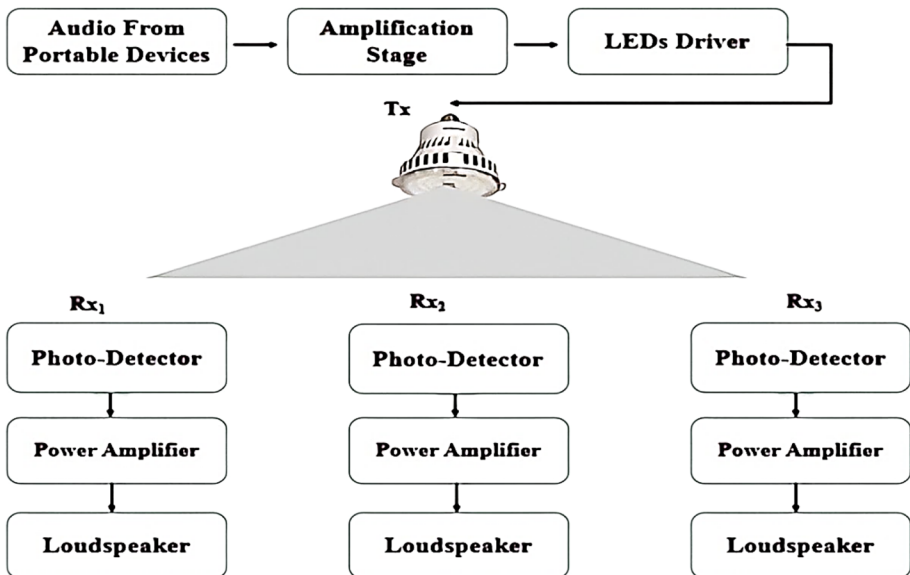 Audio From
Portable Devices
Amplification
Stage
LEDs Driver
Tx
Rx₁
Rx₂
Rx₃
Photo-Detector
Photo-Detector
Photo-Detector
Power Amplifier
Power Amplifier
Power Amplifier
Loudspeaker
Loudspeaker
Loudspeaker